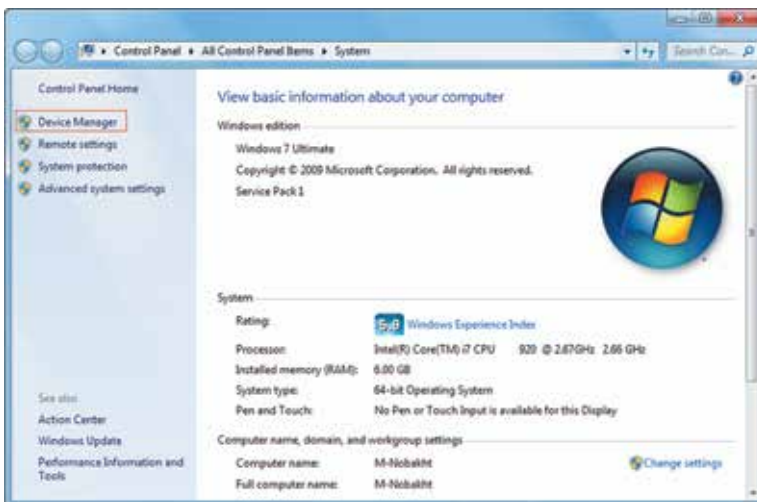 Control Panel ▸ All Control Panel Items ▸ System
Search Con...
Control Panel Home
Device Manager
Remote settings
System protection
Advanced system settings
See also
Action Center
Windows Update
Performance Information and
Tools
View basic information about your computer
Windows edition
Windows 7 Ultimate
Copyright © 2009 Microsoft Corporation. All rights reserved.
Service Pack 1
System
Rating:
5.8 Windows Experience Index
Processor: Intel(R) Core(TM) i7 CPU 920 @ 2.67GHz 2.66 GHz
Installed memory (RAM): 6.00 GB
System type: 64-bit Operating System
Pen and Touch: No Pen or Touch Input is available for this Display
Computer name, domain, and workgroup settings
Computer name: M-Nobakht
Change settings
Full computer name: M-Nobakht